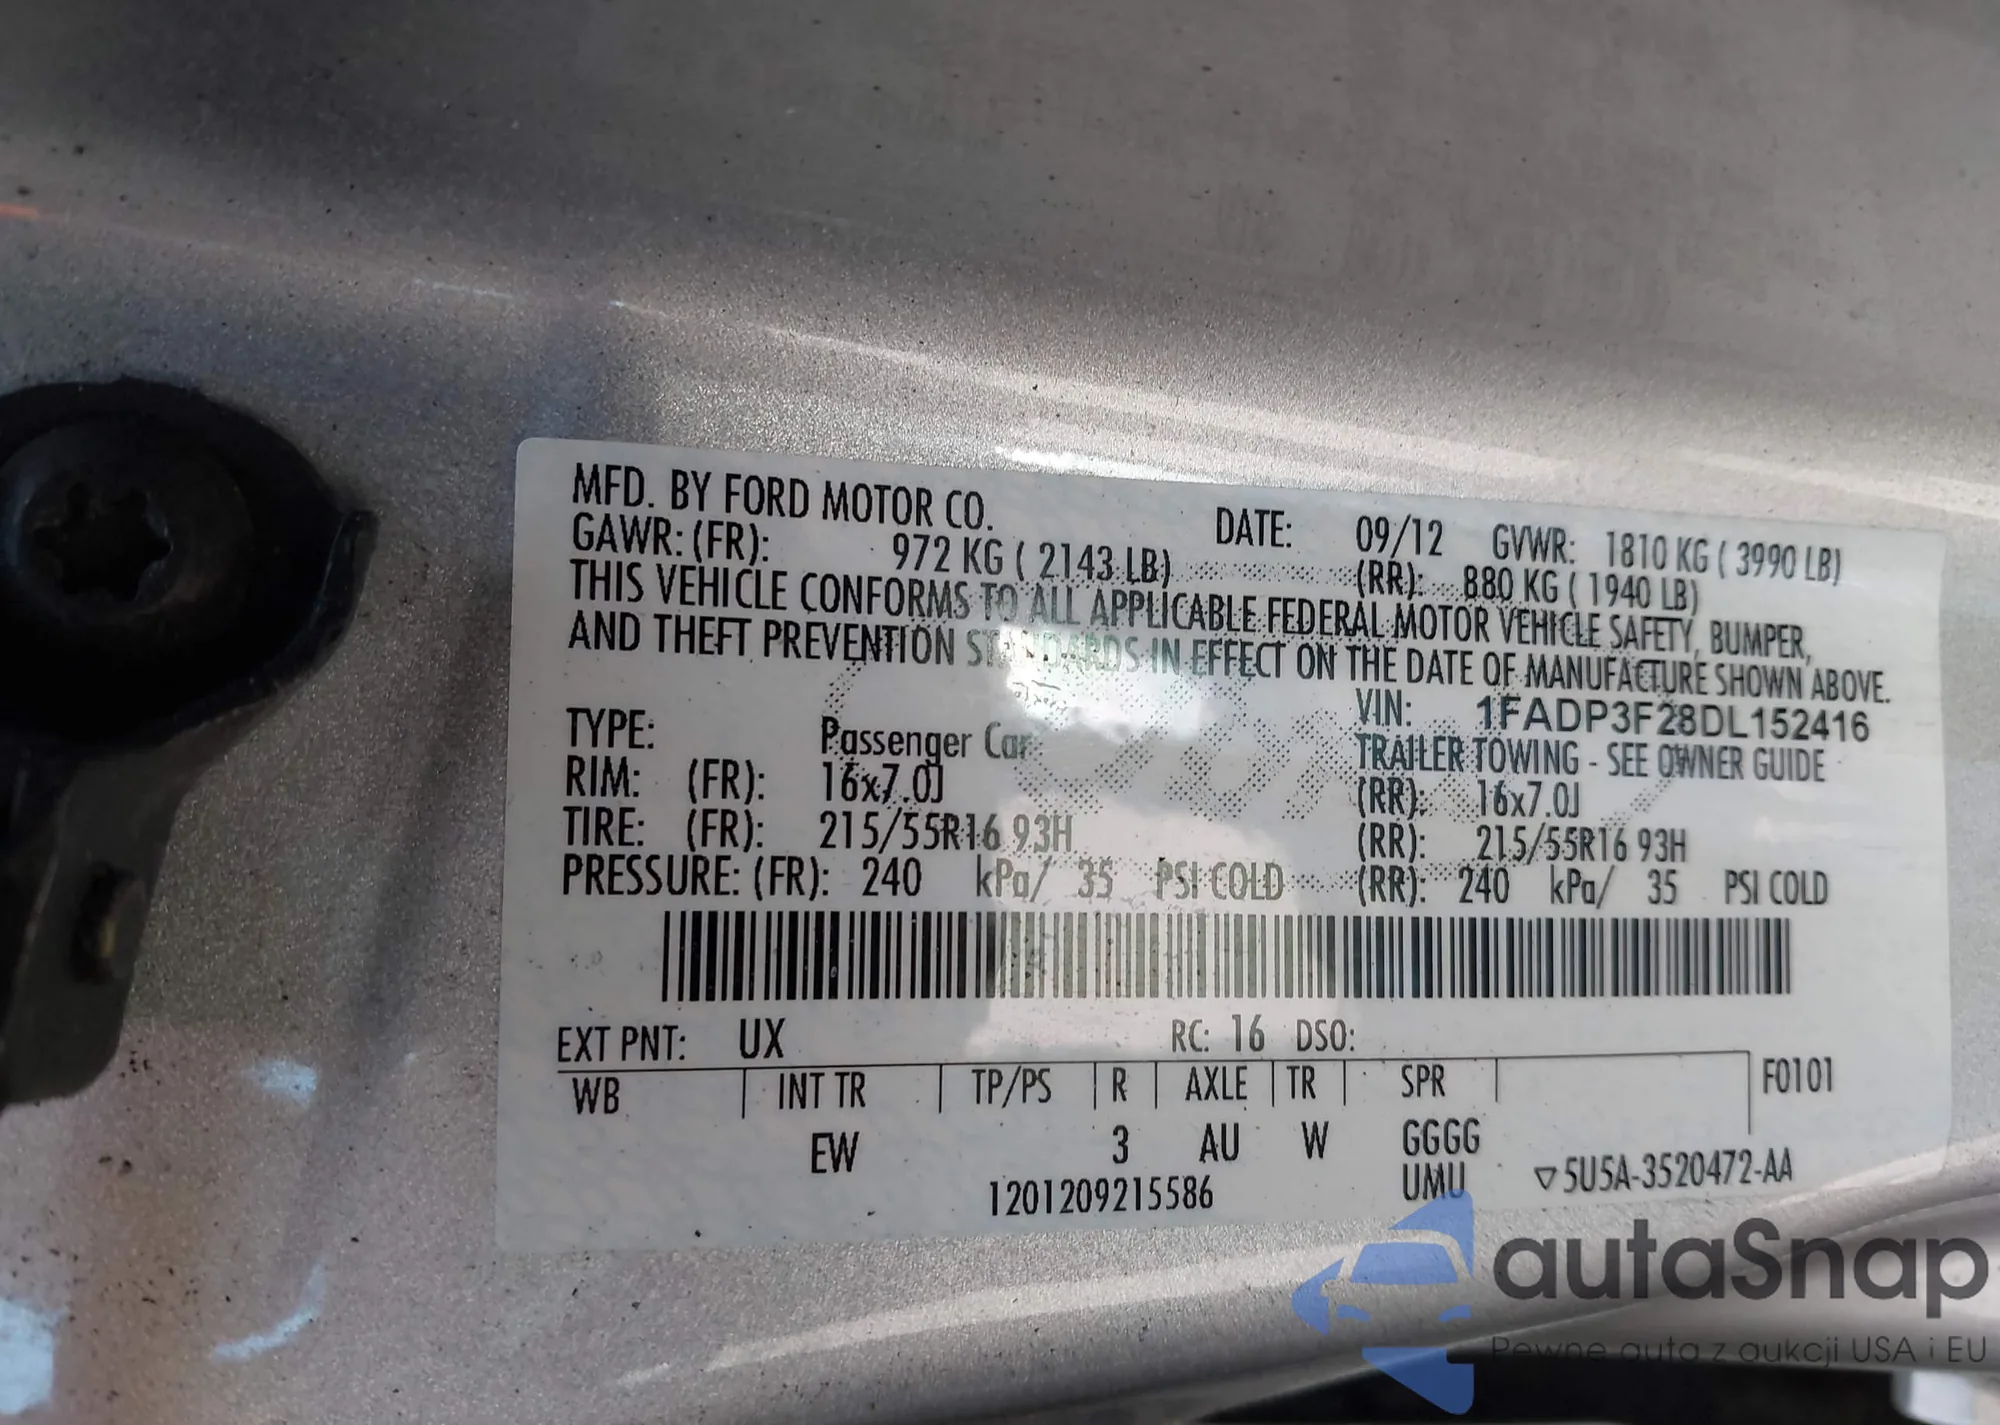 MFD. BY FORD MOTOR CO. DATE: 09/12 GVWR: 1810 KG ( 3990 LB)
GAWR: (FR): 972 KG ( 2143 LB) (RR): 880 KG ( 1940 LB)
THIS VEHICLE CONFORMS TO ALL APPLICABLE FEDERAL MOTOR VEHICLE SAFETY, BUMPER,
AND THEFT PREVENTION STANDARDS IN EFFECT ON THE DATE OF MANUFACTURE SHOWN ABOVE.
VIN: 1FADP3F28DL152416
TYPE: Passenger Car TRAILER TOWING - SEE OWNER GUIDE
RIM: (FR): 16x7.0J (RR): 16x7.0J
TIRE: (FR): 215/55R16 93H (RR): 215/55R16 93H
PRESSURE: (FR): 240 kPa/ 35 PSI COLD (RR): 240 kPa/ 35 PSI COLD
EXT PNT: UX RC: 16 DSO:
WB INT TR TP/PS R AXLE TR SPR F0101
EW 3 AU W GGGG
1201209215586 UMU ▽5U5A-3520472-AA
autoSnap
Pewne auta z aukcji USA i EU